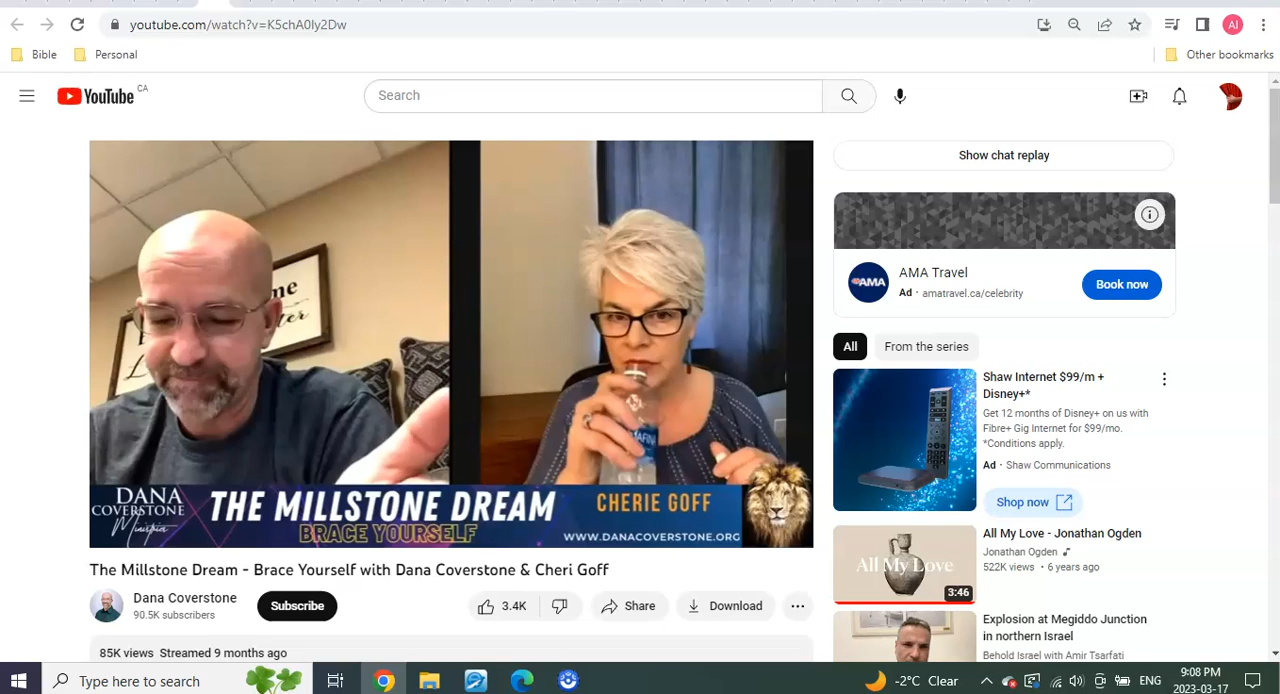 youtube.com/watch?v=K5chA0Iy2Dw
AI
Bible
Personal
Other bookmarks
YouTube CA
Search
Show chat replay
AMA
AMA Travel
Ad · amatravel.ca/celebrity
Book now
All
From the series
Shaw Internet $99/m +
Disney+*
Get 12 months of Disney+ on us with
Fibre+ Gig Internet for $99/mo.
*Conditions apply.
Ad · Shaw Communications
Shop now
DANA
COVERSTONE
Ministries
THE MILLSTONE DREAM
BRACE YOURSELF
CHERIE GOFF
WWW.DANACOVERSTONE.ORG
All My Love
3:46
All My Love - Jonathan Ogden
Jonathan Ogden
522K views · 6 years ago
The Millstone Dream - Brace Yourself with Dana Coverstone & Cheri Goff
Dana Coverstone
90.5K subscribers
Subscribe
3.4K
Share
Download
Explosion at Megiddo Junction
in northern Israel
Behold Israel with Amir Tsarfati
85K views Streamed 9 months ago
Type here to search
-2°C Clear
ENG
9:08 PM
2023-03-17